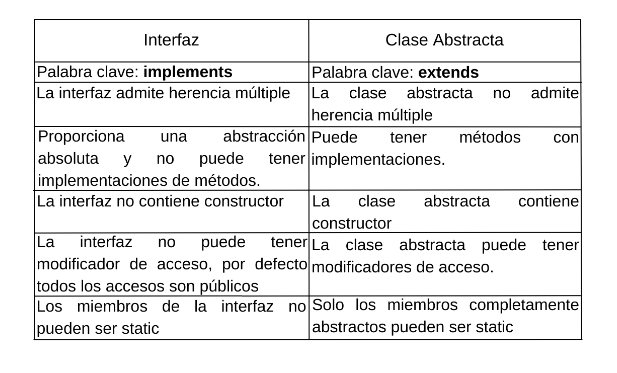 Interfaz
Clase Abstracta
Palabra clave: implements
Palabra clave: extends
La interfaz admite herencia múltiple
La clase abstracta no admite
herencia múltiple
Proporciona una abstracción
absoluta y no puede tener
implementaciones de métodos.
Puede tener métodos con
implementaciones.
La interfaz no contiene constructor
La clase abstracta contiene
constructor
La interfaz no puede tener
modificador de acceso, por defecto
todos los accesos son públicos
La clase abstracta puede tener
modificadores de acceso.
Los miembros de la interfaz no
pueden ser static
Solo los miembros completamente
abstractos pueden ser static